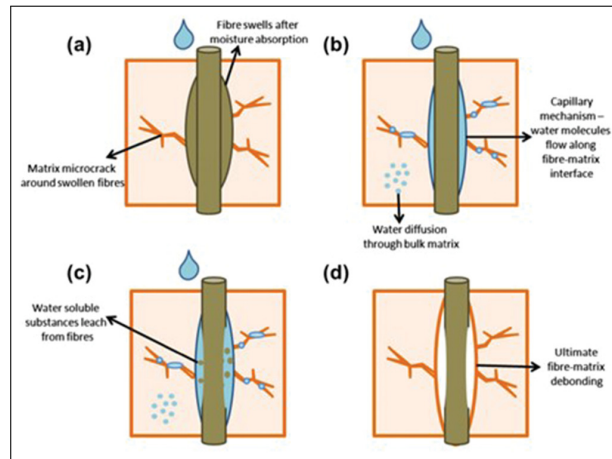 (a)
Fibre swells after
moisture absorption
Matrix microcrack
around swollen fibres
(b)
Capillary mechanism –
water molecules
flow along
fibre-matrix
interface
Water diffusion
through bulk matrix
(c)
Water soluble
substances leach
from fibres
(d)
Ultimate
fibre-matrix
debonding